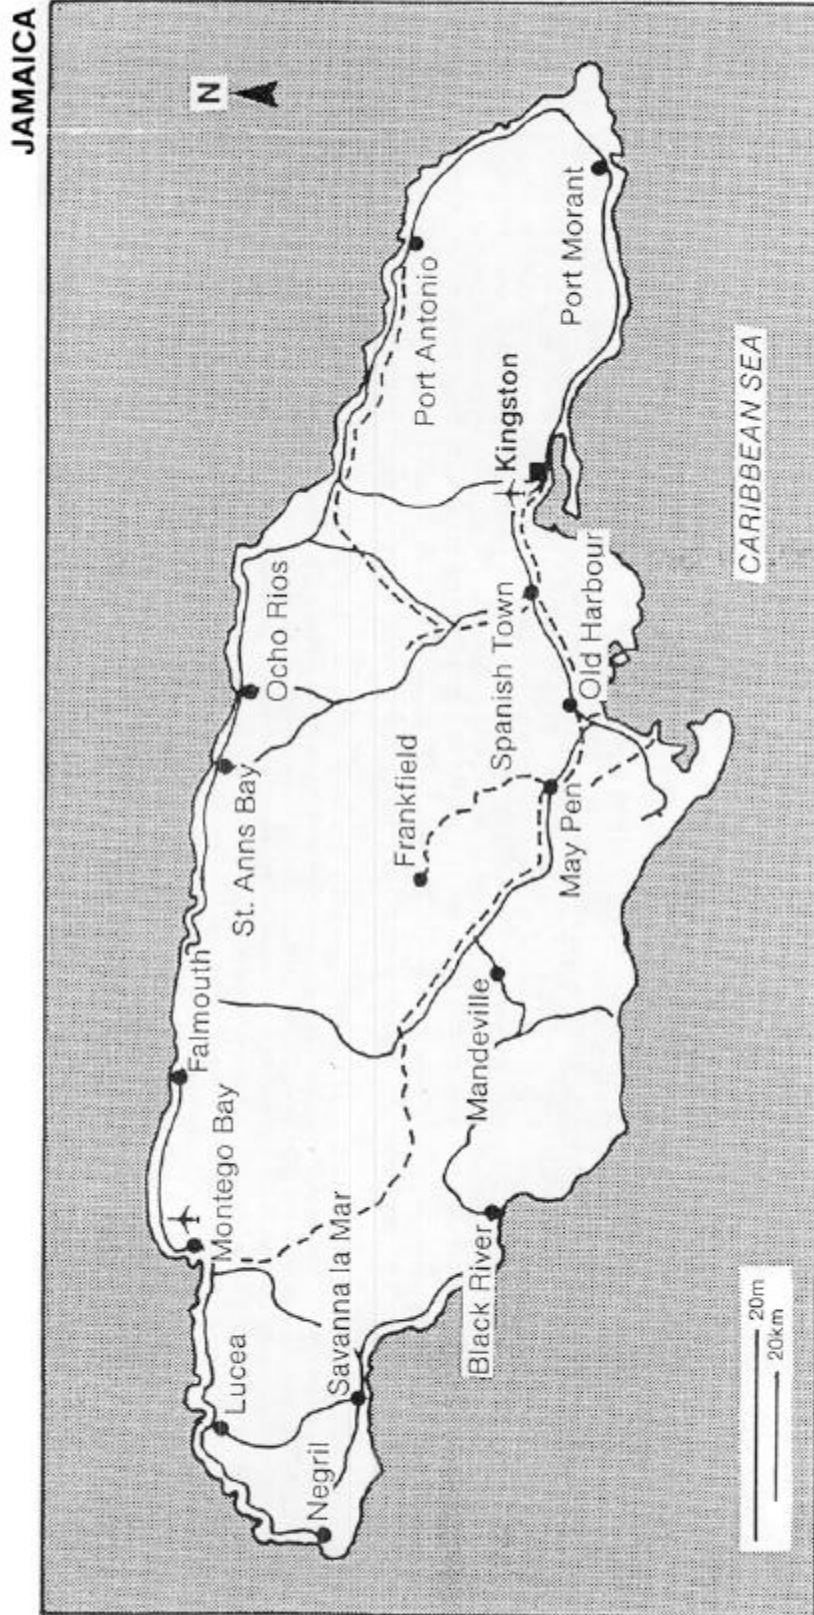 JAMAICA
N
Montego Bay
Falmouth
St. Anns Bay
Ocho Rios
Lucea
Negril
Savanna la Mar
Frankfield
Port Antonio
Black River
Mandeville
May Pen
Spanish Town
Old Harbour
Kingston
Port Morant
CARIBBEAN SEA
20m
20km